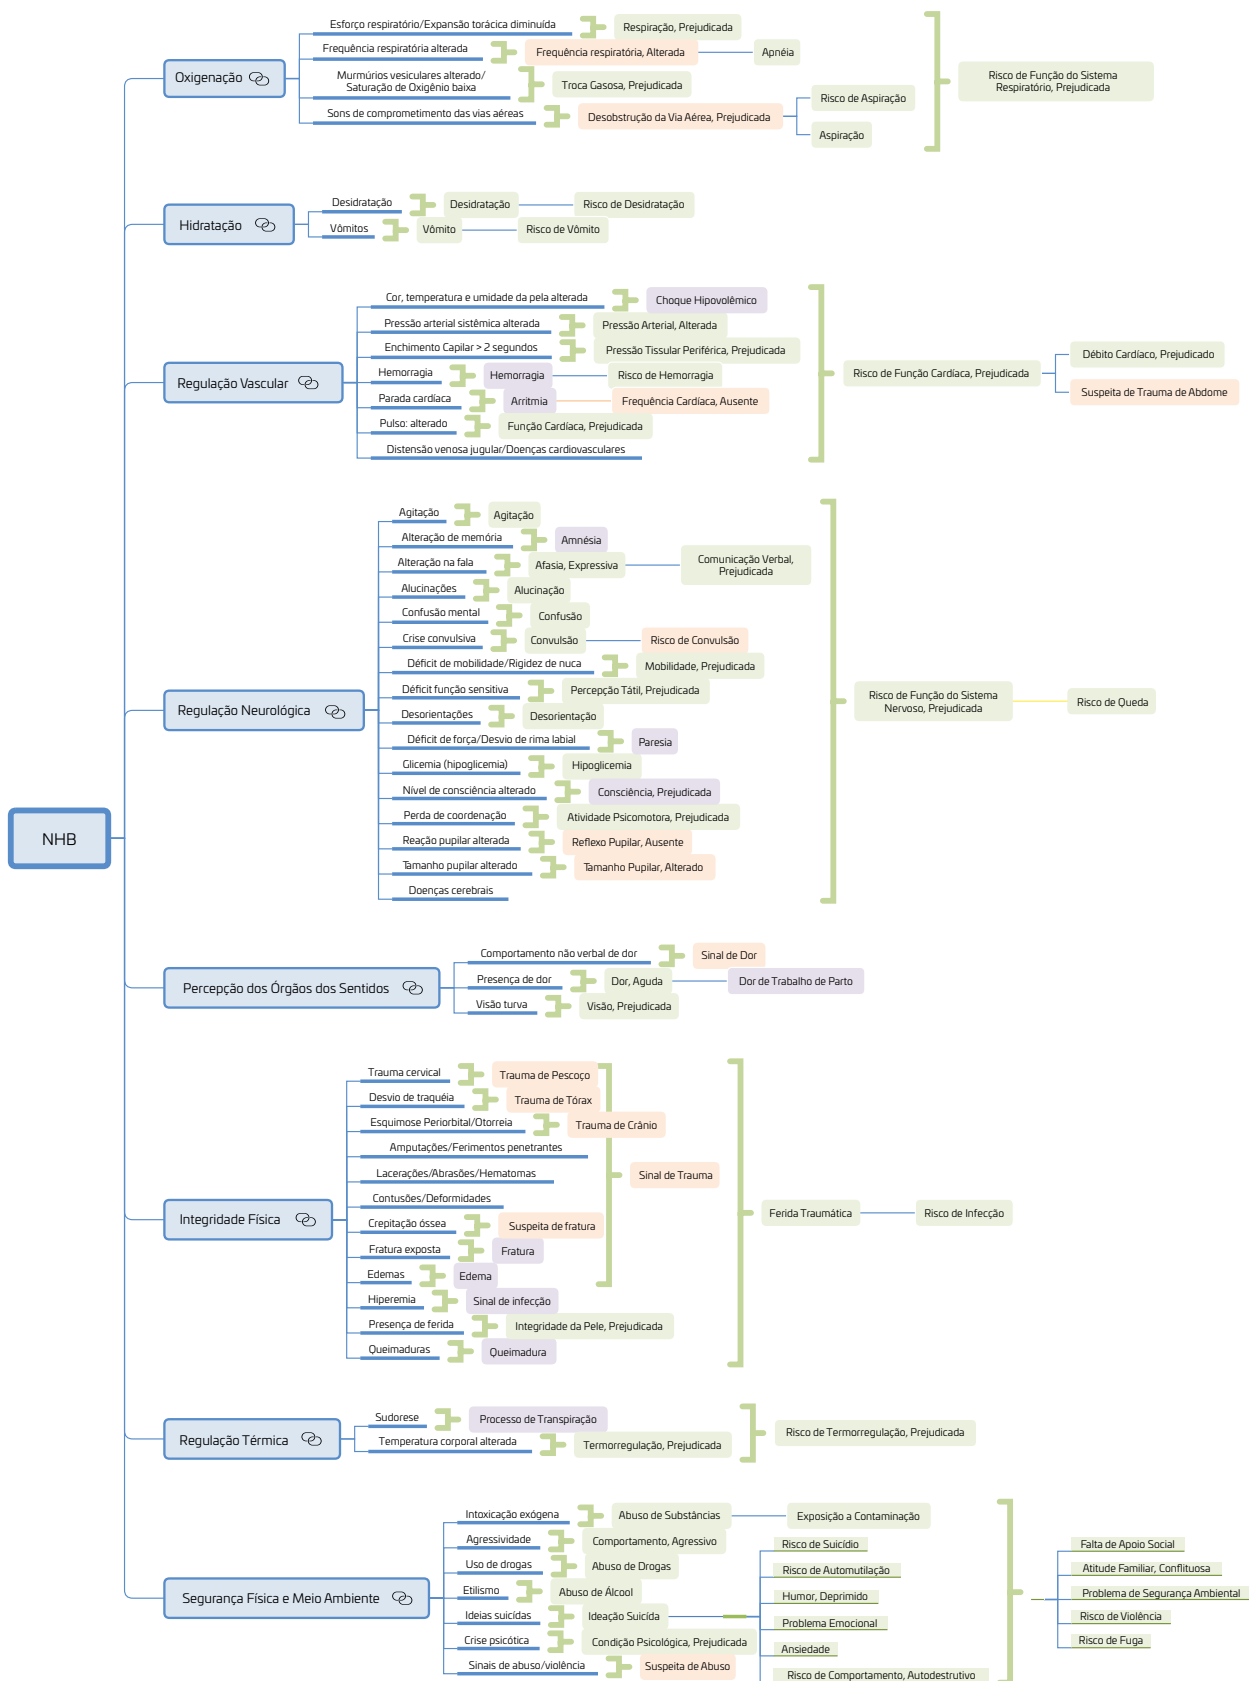 NHB
Oxigenação
Esforço respiratório/Expansão torácica diminuída
Respiração, Prejudicada
Frequência respiratória alterada
Frequência respiratória, Alterada
Apnéia
Murmúrios vesiculares alterado/
Saturação de Oxigênio baixa
Troca Gasosa, Prejudicada
Sons de comprometimento das vias aéreas
Desobstrução da Via Aérea, Prejudicada
Risco de Aspiração
Aspiração
Risco de Função do Sistema
Respiratório, Prejudicada
Hidratação
Desidratação
Desidratação
Risco de Desidratação
Vômitos
Vômito
Risco de Vômito
Regulação Vascular
Cor, temperatura e umidade da pela alterada
Choque Hipovolêmico
Pressão arterial sistêmica alterada
Pressão Arterial, Alterada
Enchimento Capilar > 2 segundos
Pressão Tissular Periférica, Prejudicada
Hemorragia
Hemorragia
Risco de Hemorragia
Parada cardíaca
Arritmia
Frequência Cardíaca, Ausente
Pulso: alterado
Função Cardíaca, Prejudicada
Distensão venosa jugular/Doenças cardiovasculares
Risco de Função Cardíaca, Prejudicada
Débito Cardíaco, Prejudicado
Suspeita de Trauma de Abdome
Regulação Neurológica
Agitação
Agitação
Alteração de memória
Amnésia
Alteração na fala
Afasia, Expressiva
Comunicação Verbal,
Prejudicada
Alucinações
Alucinação
Confusão mental
Confusão
Crise convulsiva
Convulsão
Risco de Convulsão
Déficit de mobilidade/Rigidez de nuca
Mobilidade, Prejudicada
Déficit função sensitiva
Percepção Tátil, Prejudicada
Desorientações
Desorientação
Déficit de força/Desvio de rima labial
Paresia
Glicemia (hipoglicemia)
Hipoglicemia
Nível de consciência alterado
Consciência, Prejudicada
Perda de coordenação
Atividade Psicomotora, Prejudicada
Reação pupilar alterada
Reflexo Pupilar, Ausente
Tamanho pupilar alterado
Tamanho Pupilar, Alterado
Doenças cerebrais
Risco de Função do Sistema
Nervoso, Prejudicada
Risco de Queda
Percepção dos Órgãos dos Sentidos
Comportamento não verbal de dor
Sinal de Dor
Presença de dor
Dor, Aguda
Dor de Trabalho de Parto
Visão turva
Visão, Prejudicada
Integridade Física
Trauma cervical
Trauma de Pescoço
Desvio de traquéia
Trauma de Tórax
Esquimose Periorbital/Otorreia
Trauma de Crânio
Amputações/Ferimentos penetrantes
Lacerações/Abrasões/Hematomas
Contusões/Deformidades
Crepitação óssea
Suspeita de fratura
Fratura exposta
Fratura
Edemas
Edema
Sinal de Trauma
Hiperemia
Sinal de infecção
Presença de ferida
Integridade da Pele, Prejudicada
Queimaduras
Queimadura
Ferida Traumática
Risco de Infecção
Regulação Térmica
Sudorese
Processo de Transpiração
Temperatura corporal alterada
Termorregulação, Prejudicada
Risco de Termorregulação, Prejudicada
Segurança Física e Meio Ambiente
Intoxicação exógena
Abuso de Substâncias
Exposição a Contaminação
Agressividade
Comportamento, Agressivo
Uso de drogas
Abuso de Drogas
Etilismo
Abuso de Álcool
Ideias suicídas
Ideação Suicída
Crise psicótica
Condição Psicológica, Prejudicada
Sinais de abuso/violência
Suspeita de Abuso
Risco de Suicídio
Risco de Automutilação
Humor, Deprimido
Problema Emocional
Ansiedade
Risco de Comportamento, Autodestrutivo
Falta de Apoio Social
Atitude Familiar, Conflituosa
Problema de Segurança Ambiental
Risco de Violência
Risco de Fuga